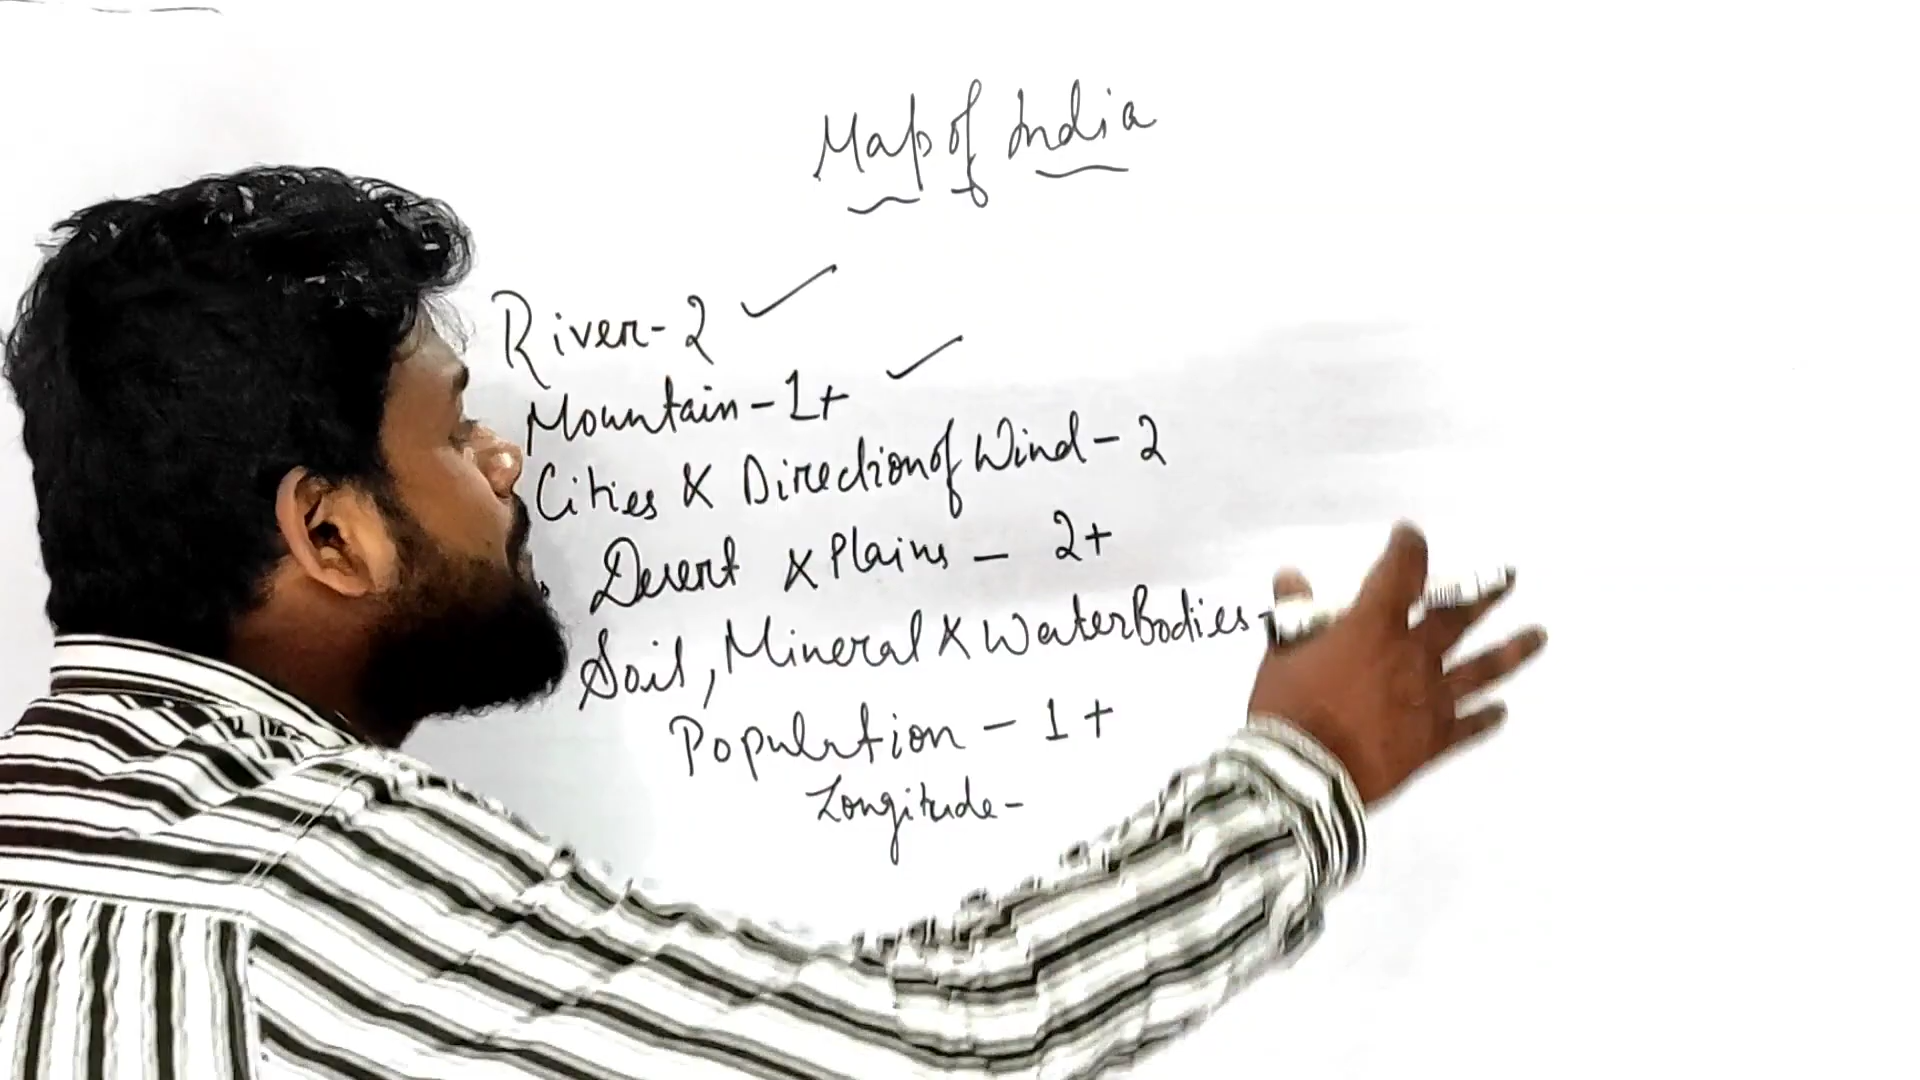 Map of India
River-2 ✓
Mountain-1+ ✓
Cities & Direction of Wind-2
Desert & Plains - 2+
Soil, Mineral & Water Bodies-
Population - 1+
Longitude-